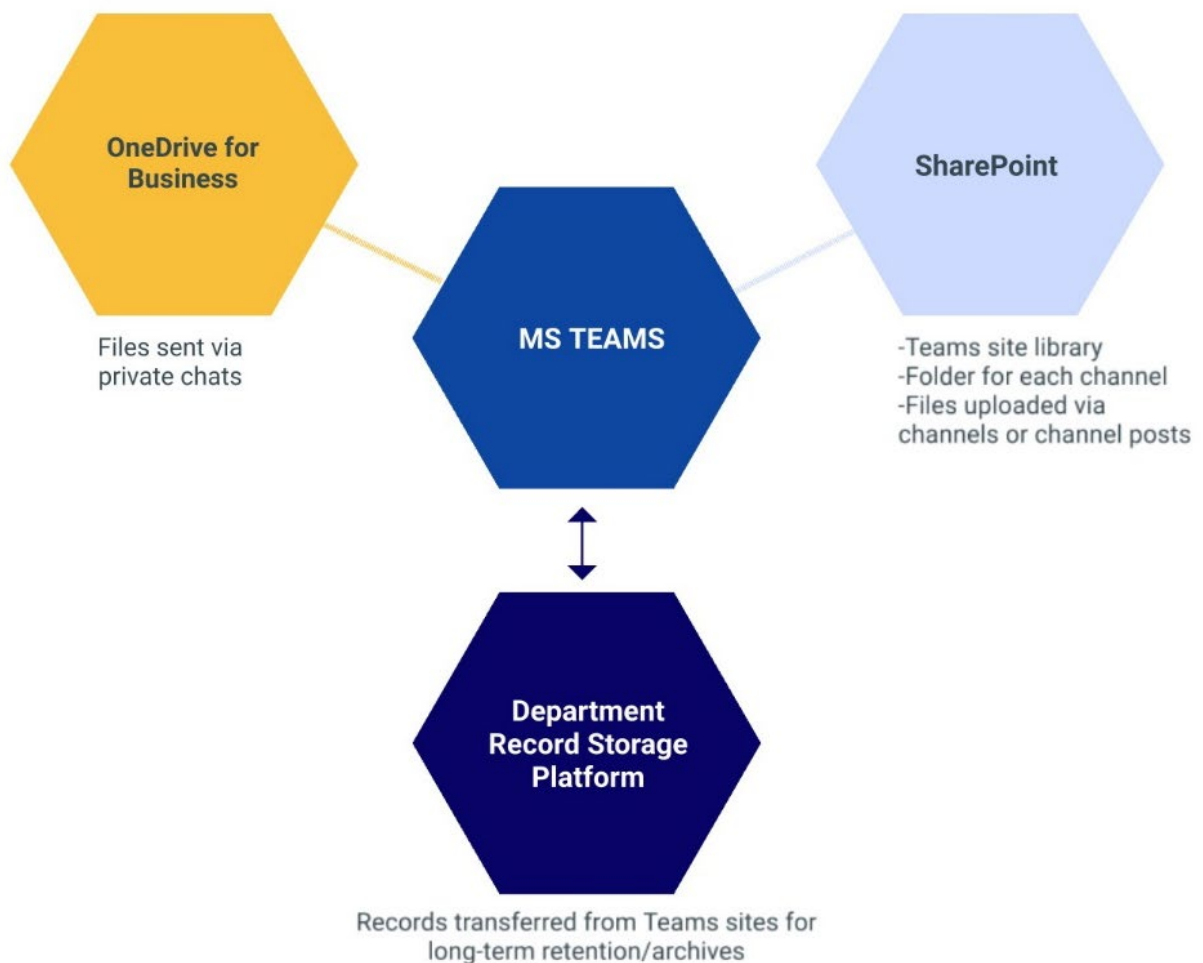 OneDrive for
Business
Files sent via
private chats
MS TEAMS
SharePoint
-Teams site library
-Folder for each channel
-Files uploaded via
channels or channel posts
Department
Record Storage
Platform
Records transferred from Teams sites for
long-term retention/archives